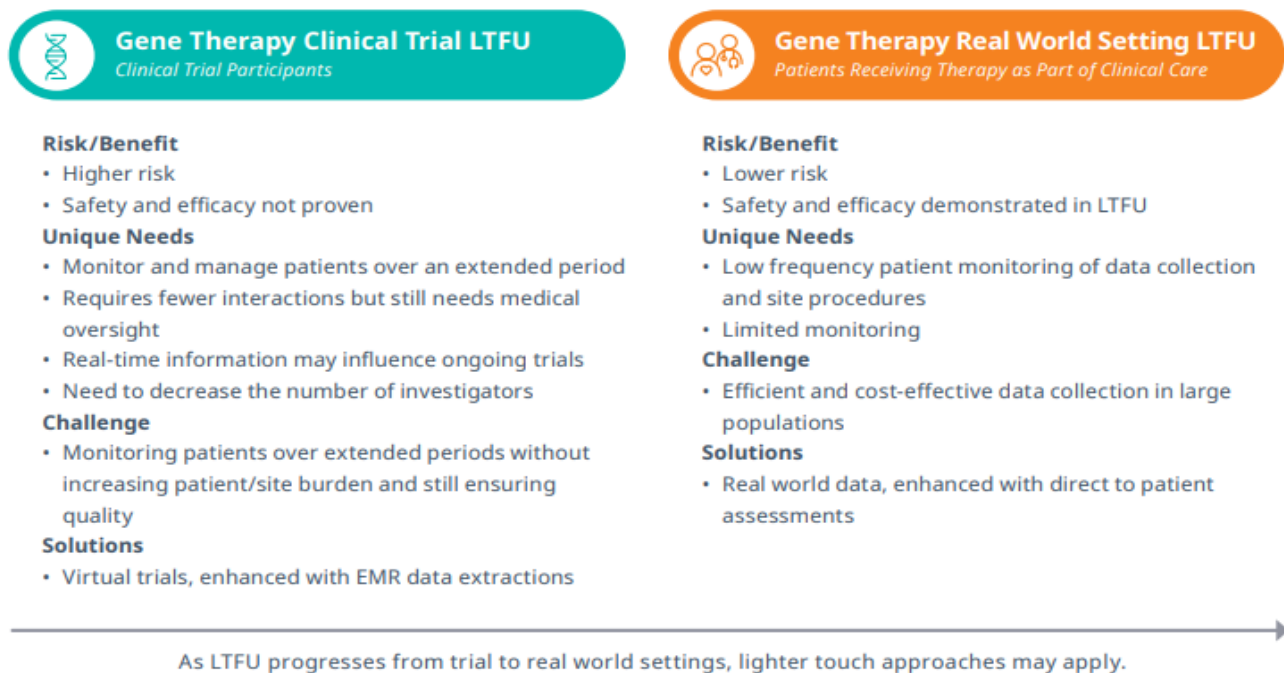 Gene Therapy Clinical Trial LTFU
Clinical Trial Participants
Risk/Benefit
• Higher risk
• Safety and efficacy not proven
Unique Needs
• Monitor and manage patients over an extended period
• Requires fewer interactions but still needs medical
oversight
• Real-time information may influence ongoing trials
• Need to decrease the number of investigators
Challenge
• Monitoring patients over extended periods without
increasing patient/site burden and still ensuring
quality
Solutions
• Virtual trials, enhanced with EMR data extractions
Gene Therapy Real World Setting LTFU
Patients Receiving Therapy as Part of Clinical Care
Risk/Benefit
• Lower risk
• Safety and efficacy demonstrated in LTFU
Unique Needs
• Low frequency patient monitoring of data collection
and site procedures
• Limited monitoring
Challenge
• Efficient and cost-effective data collection in large
populations
Solutions
• Real world data, enhanced with direct to patient
assessments
As LTFU progresses from trial to real world settings, lighter touch approaches may apply.